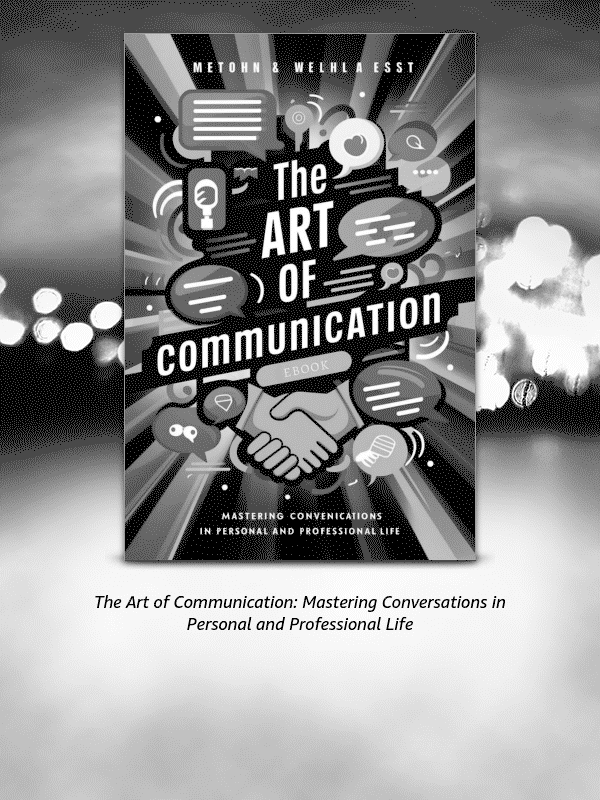 METOHN & WELHLA ESST
The
ART
OF
communication
EBOOK
MASTERING CONVENICATIONS
IN PERSONAL AND PROFESSIONAL LIFE
The Art of Communication: Mastering Conversations in
Personal and Professional Life